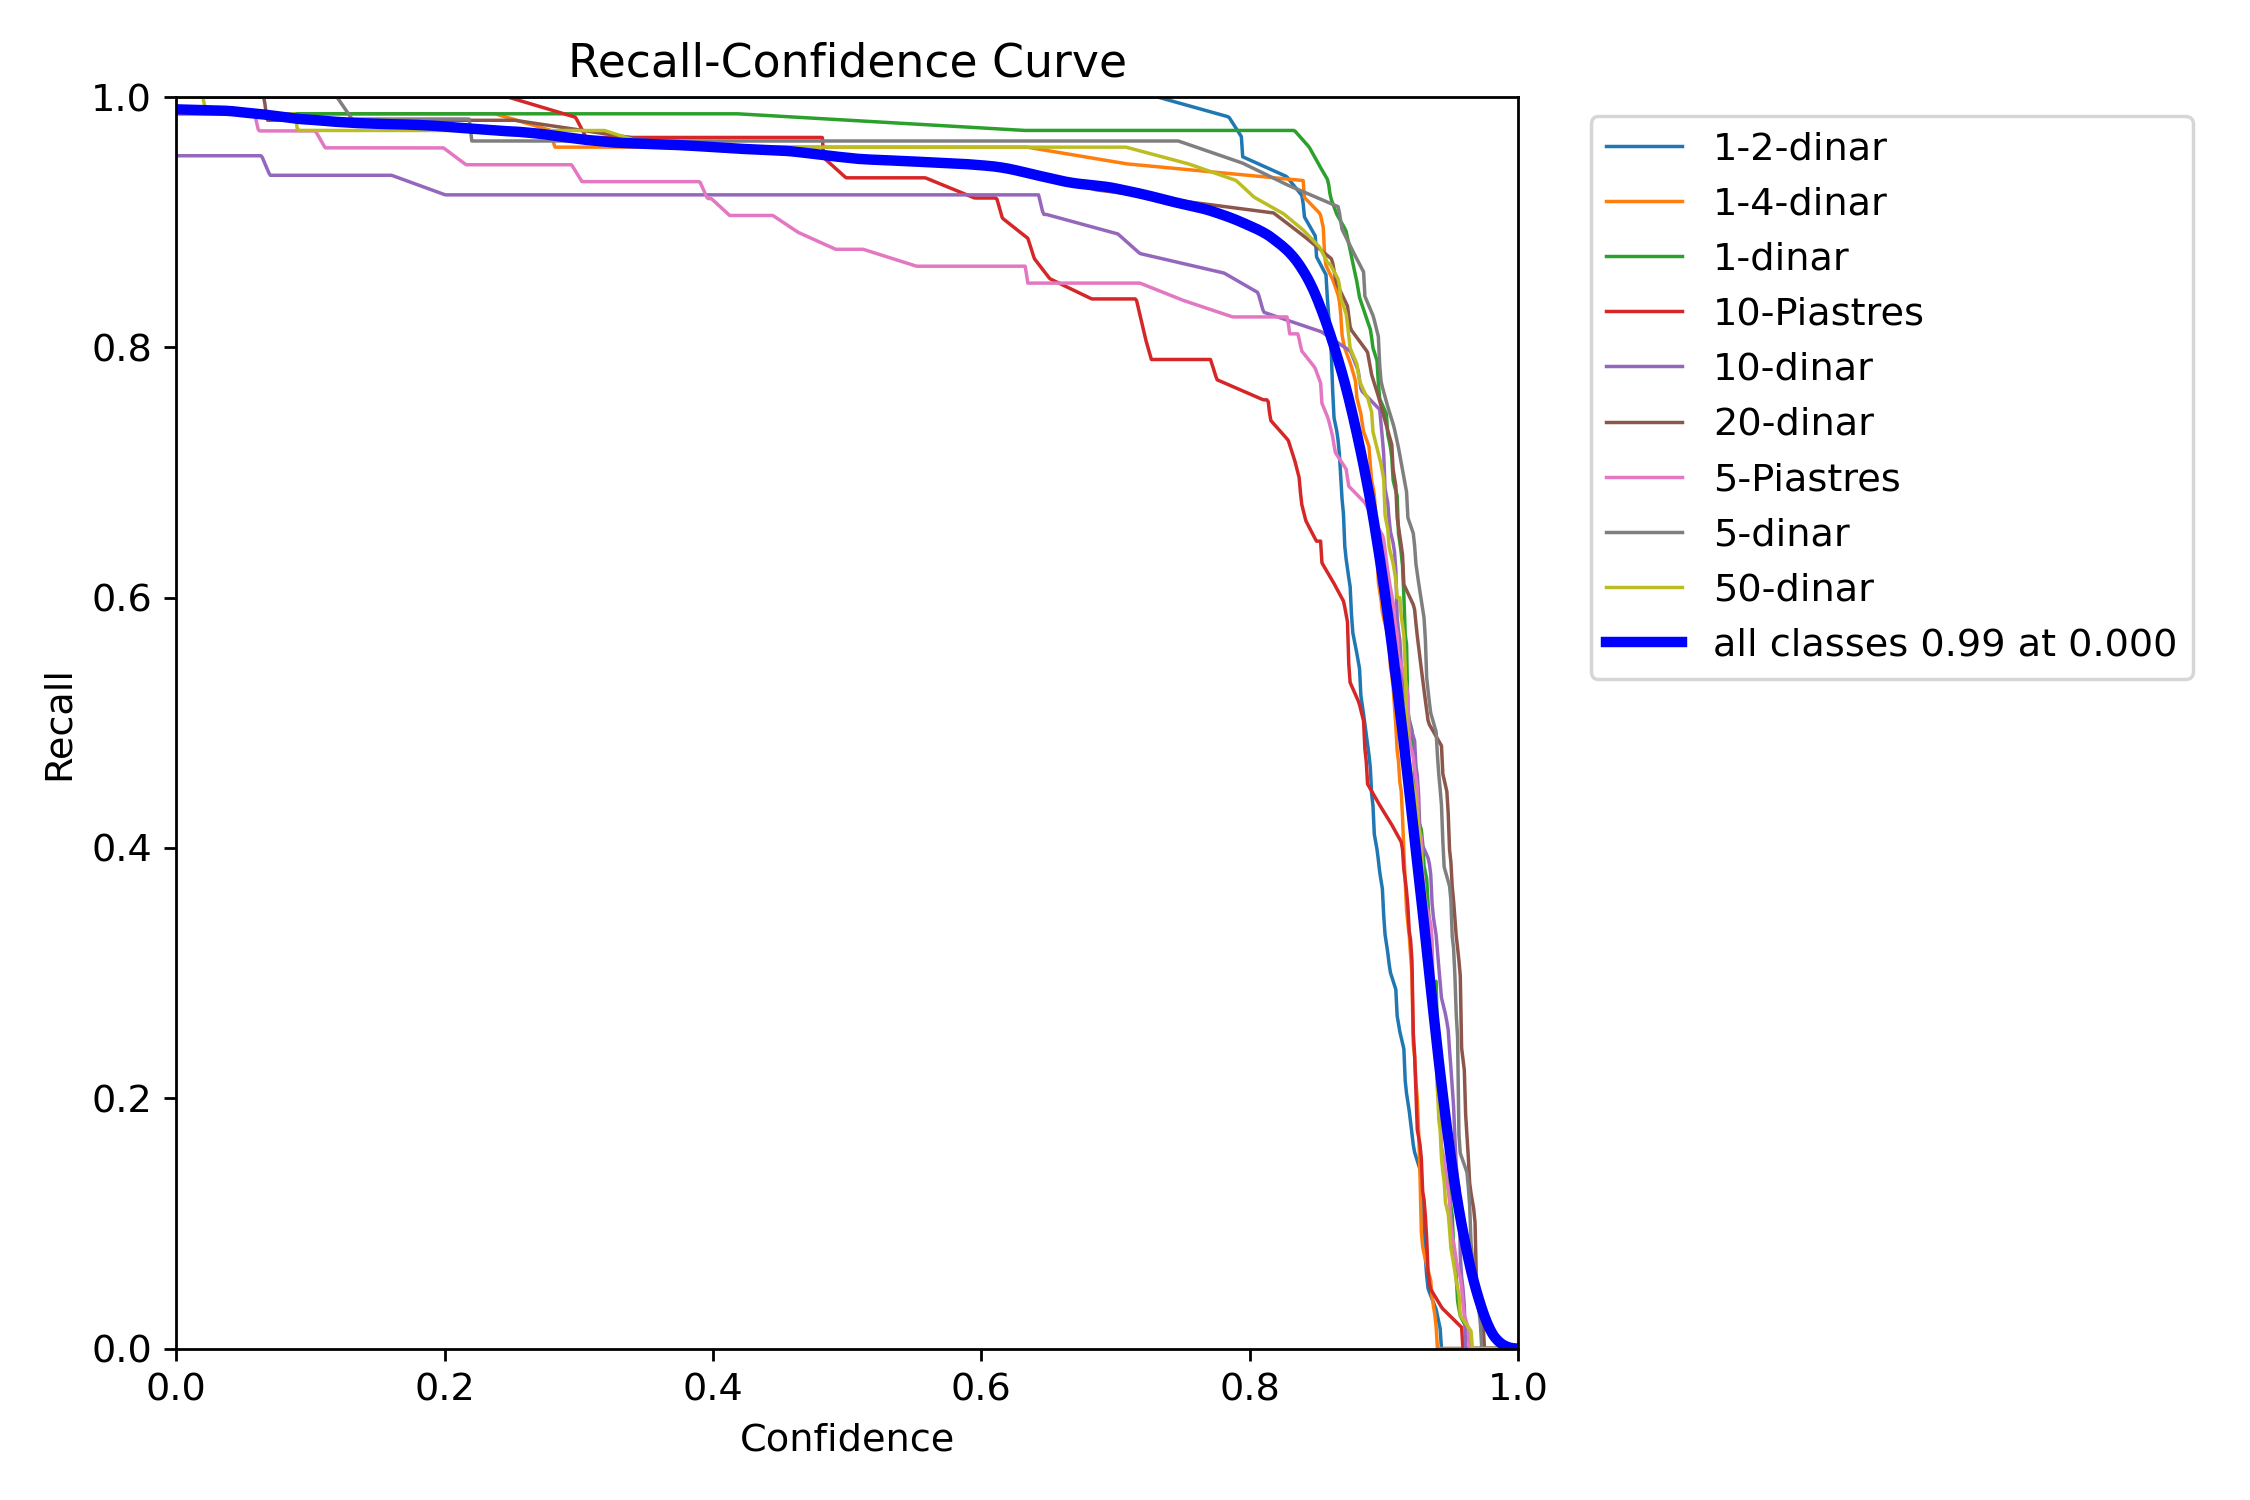 Recall-Confidence Curve
1.0
0.8
0.6
0.4
0.2
0.0
Recall
0.0 0.2 0.4 0.6 0.8 1.0
Confidence
1-2-dinar
1-4-dinar
1-dinar
10-Piastres
10-dinar
20-dinar
5-Piastres
5-dinar
50-dinar
all classes 0.99 at 0.000